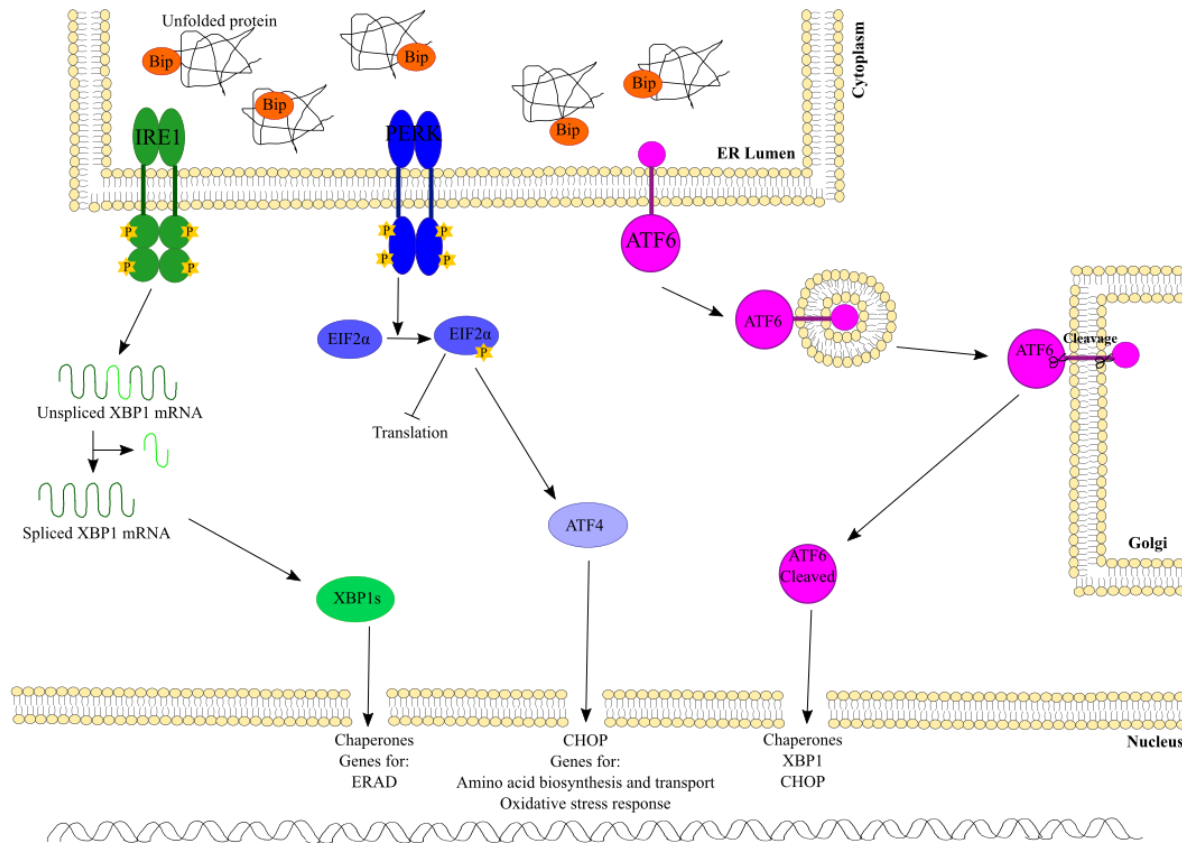 Unfolded protein
Bip
Bip
Bip
Bip
Bip
Cytoplasm
IRE1
PERK
ER Lumen
P
P
P
P
P
P
P
P
ATF6
EIF2α
EIF2α
P
ATF6
ATF6
Cleavage
Unspliced XBP1 mRNA
Translation
Spliced XBP1 mRNA
ATF4
Golgi
ATF6
Cleaved
XBP1s
Nucleus
Chaperones
Genes for:
ERAD
CHOP
Genes for:
Amino acid biosynthesis and transport
Oxidative stress response
Chaperones
XBP1
CHOP